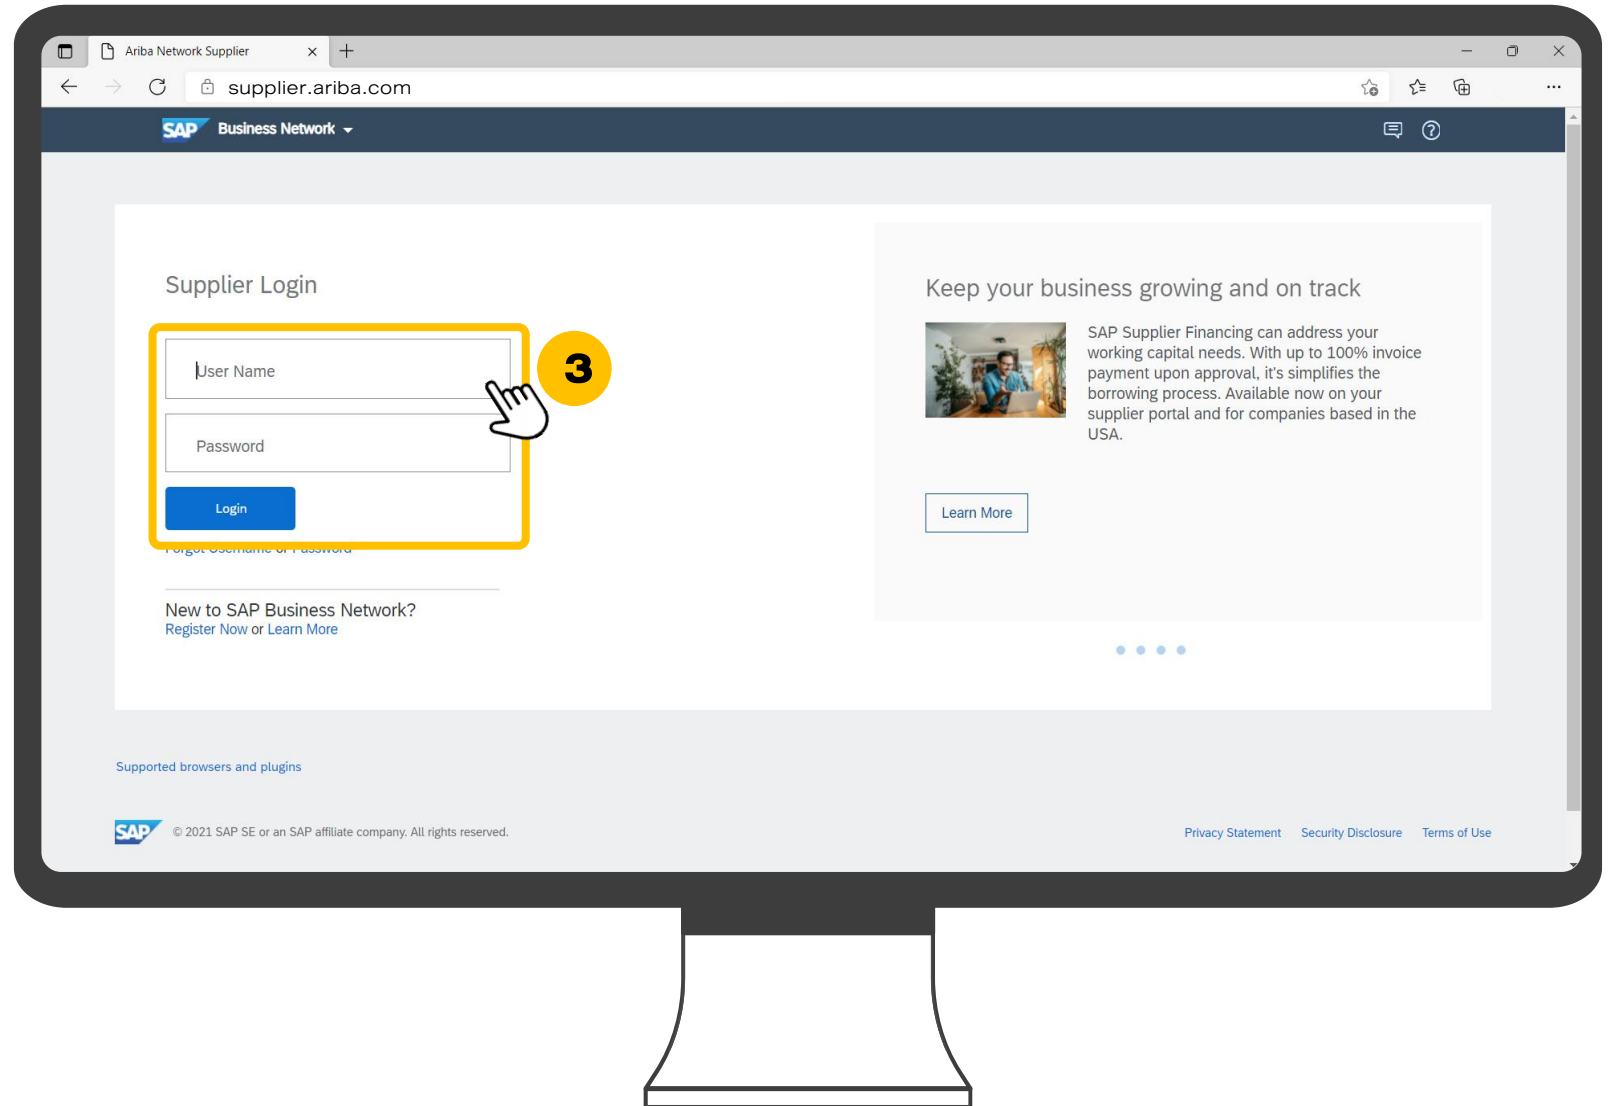 Ariba Network Supplier
supplier.ariba.com
SAP Business Network
Supplier Login
User Name
3
Password
Login
Forgot Username or Password
New to SAP Business Network?
Register Now or Learn More
Keep your business growing and on track
SAP Supplier Financing can address your
working capital needs. With up to 100% invoice
payment upon approval, it's simplifies the
borrowing process. Available now on your
supplier portal and for companies based in the
USA.
Learn More
Supported browsers and plugins
SAP © 2021 SAP SE or an SAP affiliate company. All rights reserved.
Privacy Statement Security Disclosure Terms of Use